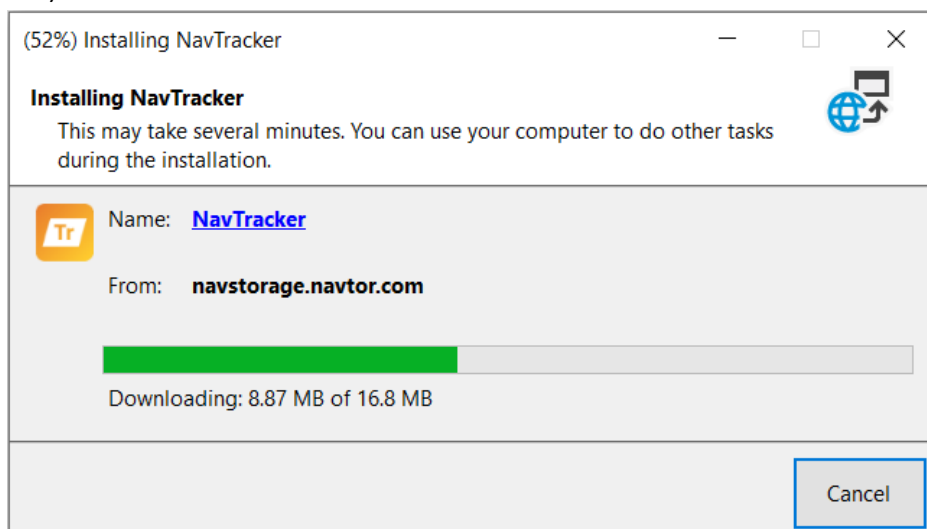 (52%) Installing NavTracker
Installing NavTracker
This may take several minutes. You can use your computer to do other tasks
during the installation.
Tr
Name: NavTracker
From: navstorage.navtor.com
Downloading: 8.87 MB of 16.8 MB
Cancel